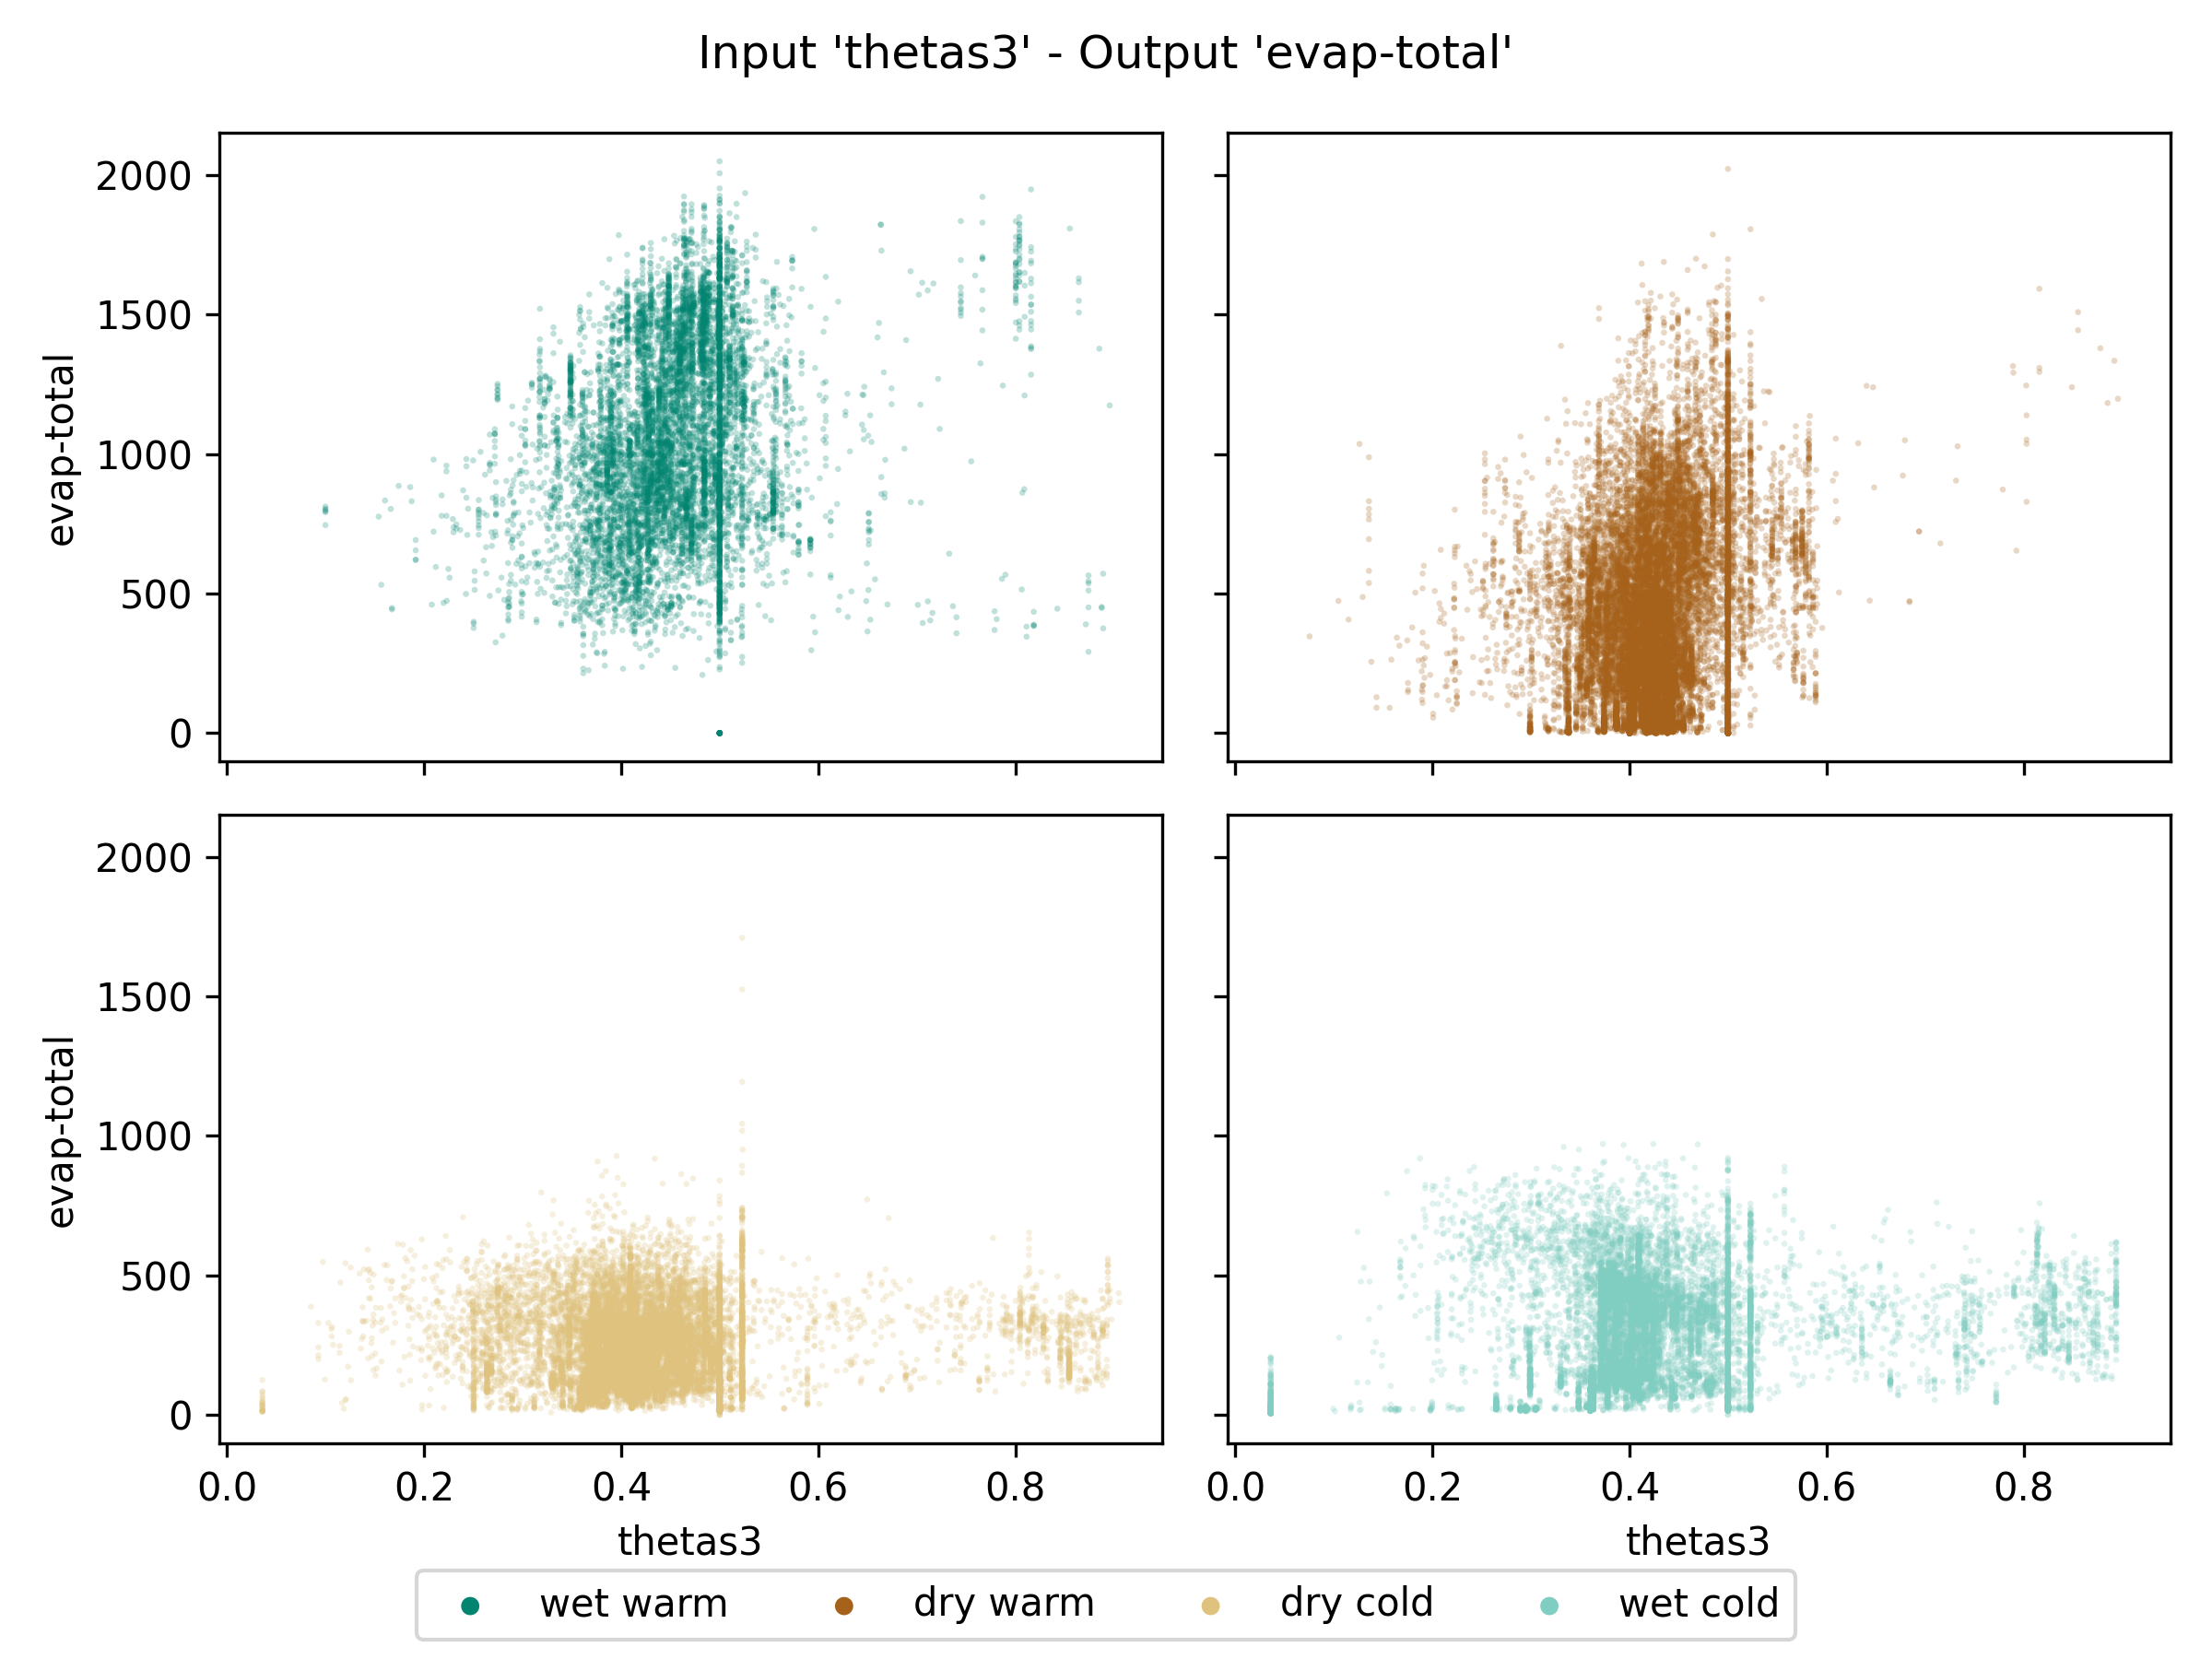 Input 'thetas3' - Output 'evap-total'
2000
1500
1000
500
0
evap-total
2000
1500
1000
500
0
evap-total
0.0 0.2 0.4 0.6 0.8
0.0 0.2 0.4 0.6 0.8
thetas3
thetas3
wet warm dry warm dry cold wet cold